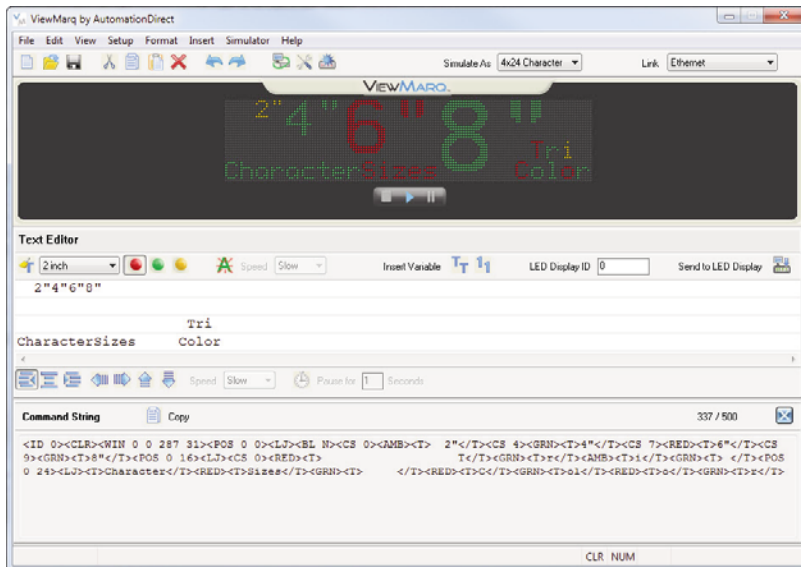 ViewMarq by AutomationDirect
File Edit View Setup Format Insert Simulator Help
Simulate As 4x24 Character Link Ethernet
VIEWMARQ
2"4"6"8"
Tri
CharacterSizes Color
Text Editor
2 inch Speed Slow Insert Variable TT 11 LED Display ID 0 Send to LED Display
2"4"6"8"
Tri
CharacterSizes Color
Speed Slow Pause for 1 Seconds
Command String Copy 337 / 500
<ID 0><CLR><WIN 0 0 287 31><POS 0 0><LJ><BL N><CS 0><AMB><T>  2"</T><CS 4><GRN><T>4"</T><CS 7><RED><T>6"</T><CS
9><GRN><T>8"</T><POS 0 16><LJ><CS 0><RED><T>                    T</T><GRN><T>r</T><AMB><T>i</T><GRN><T> </T><POS
0 24><LJ><T>Character</T><RED><T>Sizes</T><GRN><T>     </T><RED><T>C</T><GRN><T>ol</T><RED><T>o</T><GRN><T>r</T>
CLR NUM